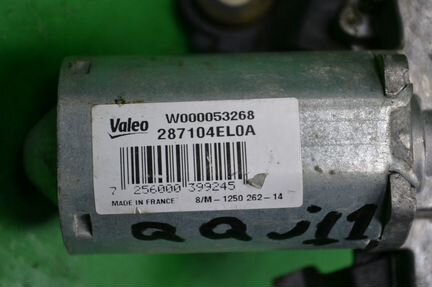 Valeo
W000053268
287104EL0A
7 256000 399245
MADE IN FRANCE 8/M-1250 262-14
QQJ11